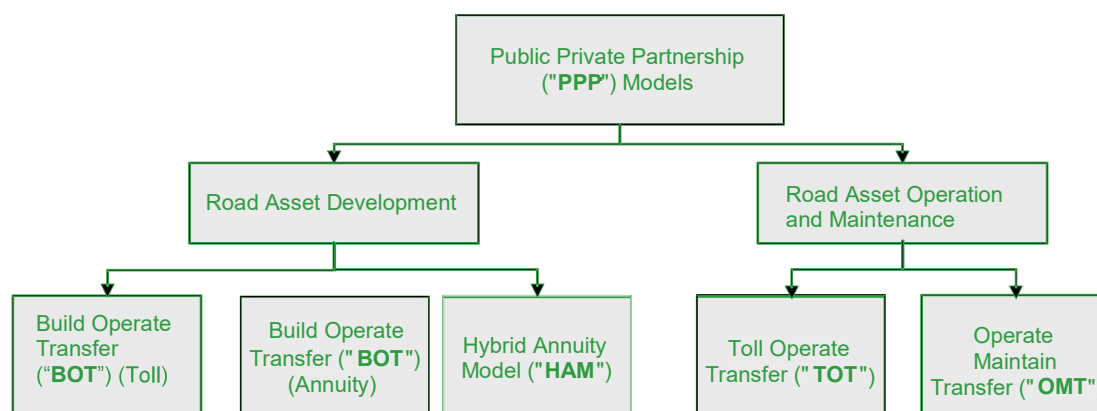 Public Private Partnership
("PPP") Models
Road Asset Development
Road Asset Operation
and Maintenance
Build Operate
Transfer
(“BOT”) (Toll)
Build Operate
Transfer (" BOT")
(Annuity)
Hybrid Annuity
Model ("HAM")
Toll Operate
Transfer (" TOT")
Operate
Maintain
Transfer (" OMT"